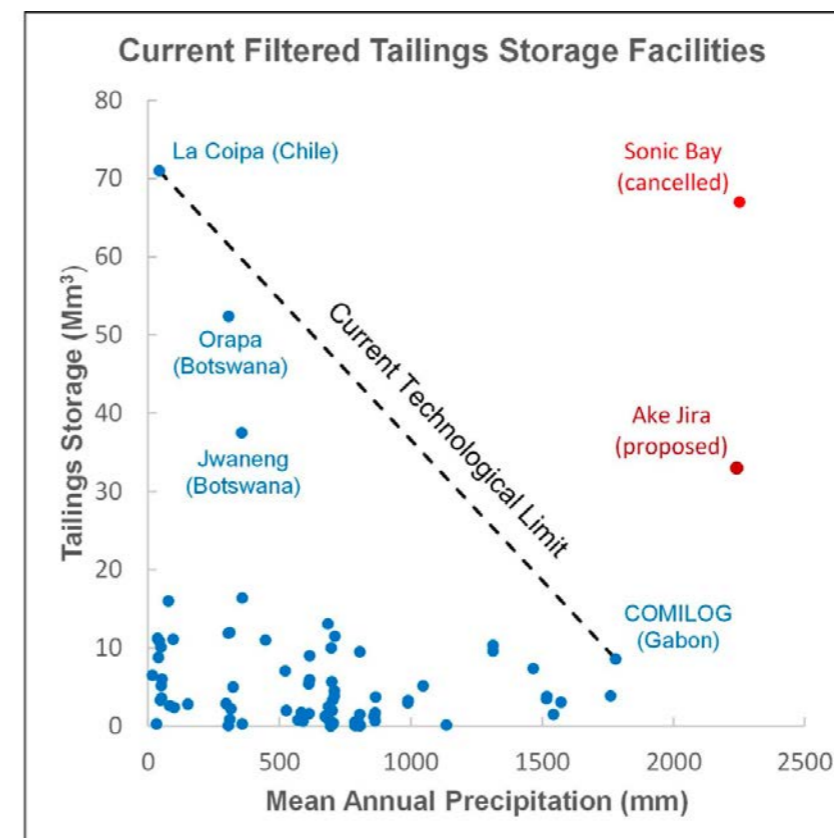 Current Filtered Tailings Storage Facilities
80
70
60
50
40
30
20
10
0
Tailings Storage (Mm³)
La Coipa (Chile)
Sonic Bay
(cancelled)
Orapa
(Botswana)
Current Technological Limit
Ake Jira
(proposed)
Jwaneng
(Botswana)
COMILOG
(Gabon)
0
500
1000
1500
2000
2500
Mean Annual Precipitation (mm)